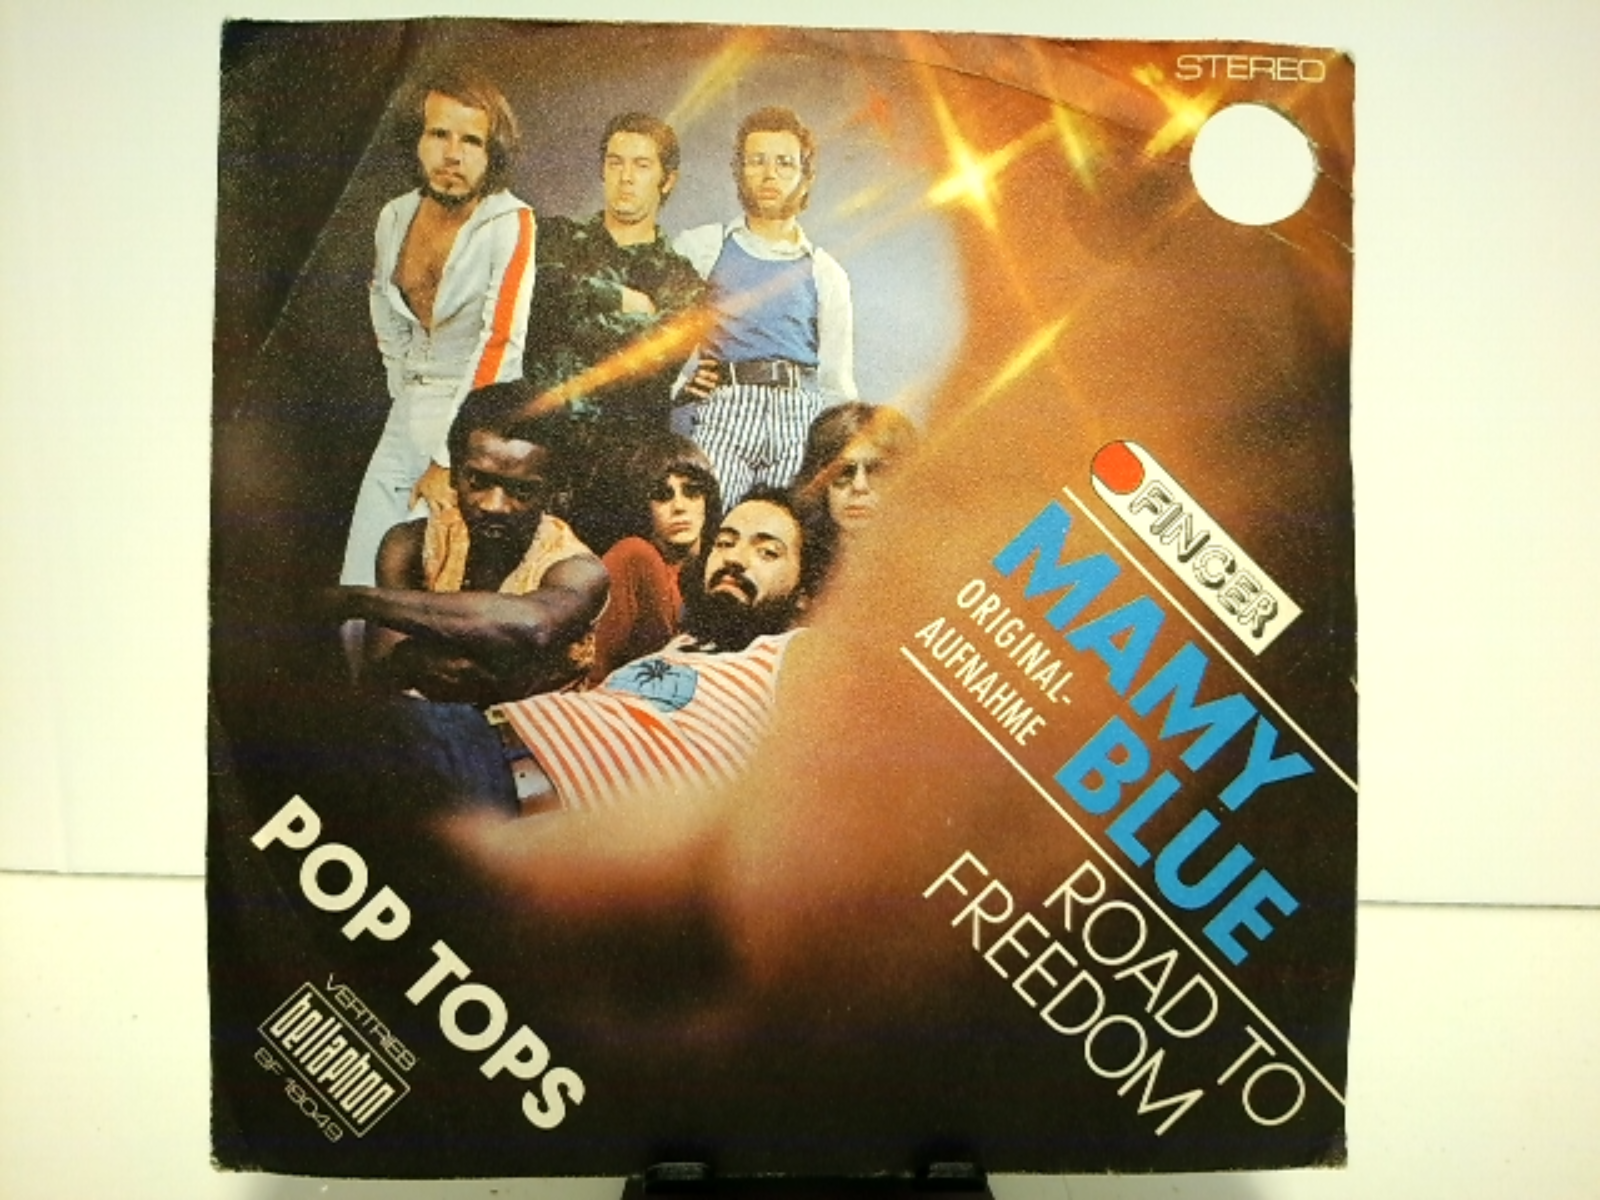 STEREO
FINGER
MAMY
BLUE
ORIGINAL-
AUFNAHME
ROAD TO
FREEDOM
POP TOPS
VERTRIEB
bellaphon
BF 18049